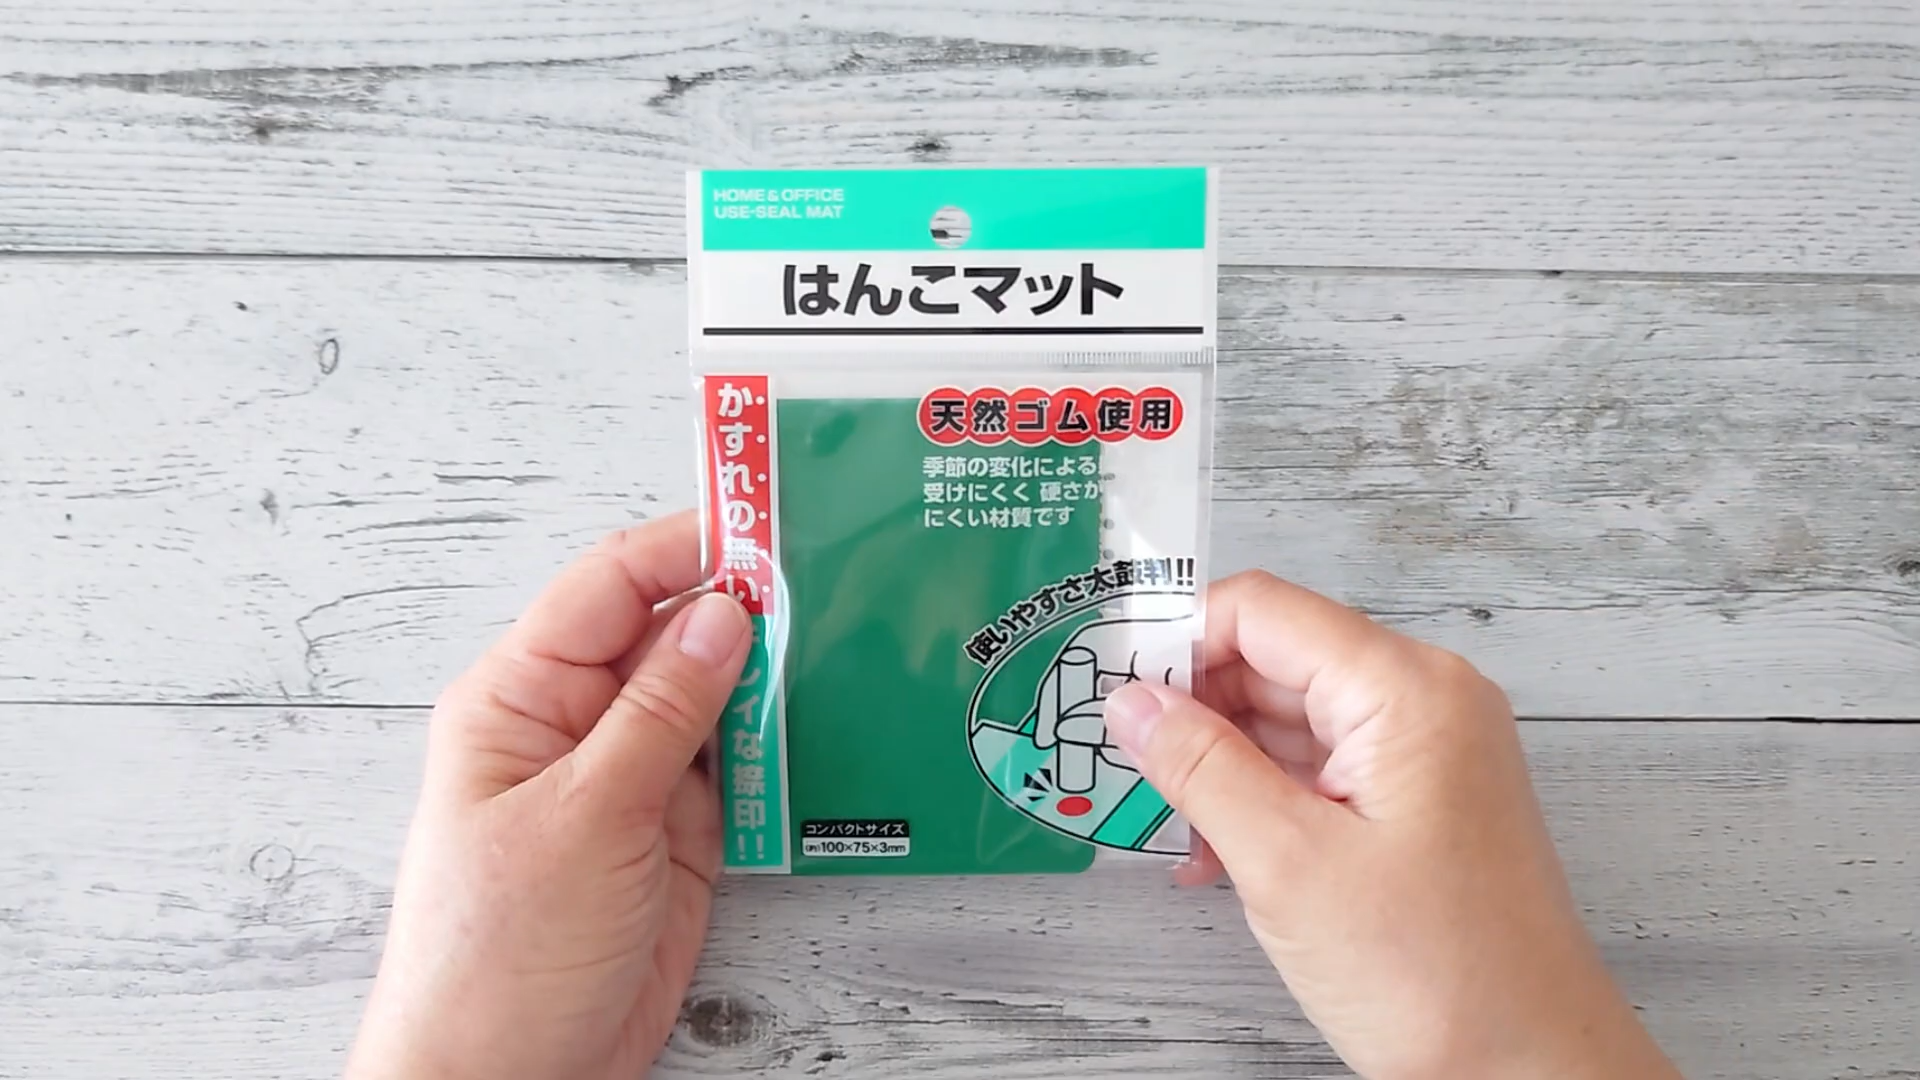 HOME & OFFICE
USE-SEAL MAT
はんこマット
かすれの無い
イな捺印!!
天然ゴム使用
季節の変化による
受けにくく 硬さが
にくい材質です
使いやすさ太鼓判!!
コンパクトサイズ
(約)100×75×3mm